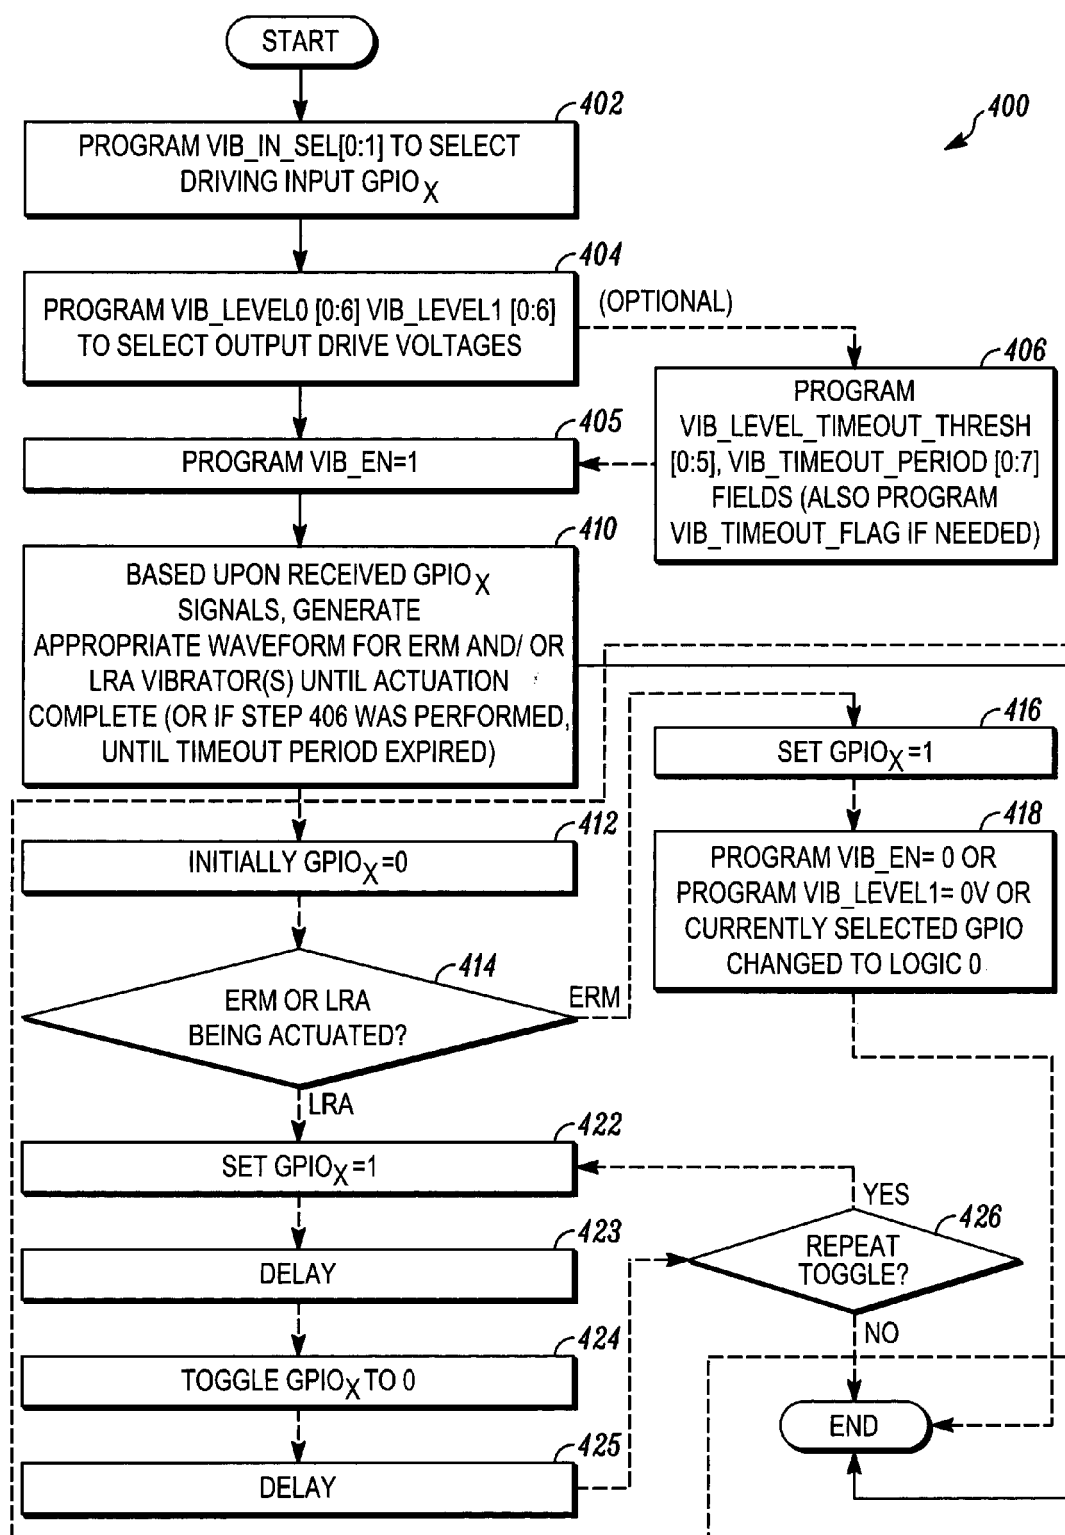 START
402
400
PROGRAM VIB_IN_SEL[0:1] TO SELECT
DRIVING INPUT GPIOX
404
PROGRAM VIB_LEVEL0 [0:6] VIB_LEVEL1 [0:6]
TO SELECT OUTPUT DRIVE VOLTAGES
(OPTIONAL)
406
PROGRAM
VIB_LEVEL_TIMEOUT_THRESH
[0:5], VIB_TIMEOUT_PERIOD [0:7]
FIELDS (ALSO PROGRAM
VIB_TIMEOUT_FLAG IF NEEDED)
405
PROGRAM VIB_EN=1
410
BASED UPON RECEIVED GPIOX
SIGNALS, GENERATE
APPROPRIATE WAVEFORM FOR ERM AND/ OR
LRA VIBRATOR(S) UNTIL ACTUATION
COMPLETE (OR IF STEP 406 WAS PERFORMED,
UNTIL TIMEOUT PERIOD EXPIRED)
416
SET GPIOX=1
412
INITIALLY GPIOX=0
418
PROGRAM VIB_EN= 0 OR
PROGRAM VIB_LEVEL1= 0V OR
CURRENTLY SELECTED GPIO
CHANGED TO LOGIC 0
414
ERM OR LRA
BEING ACTUATED?
ERM
LRA
422
SET GPIOX=1
YES
426
REPEAT
TOGGLE?
NO
423
DELAY
424
TOGGLE GPIOX TO 0
425
DELAY
END